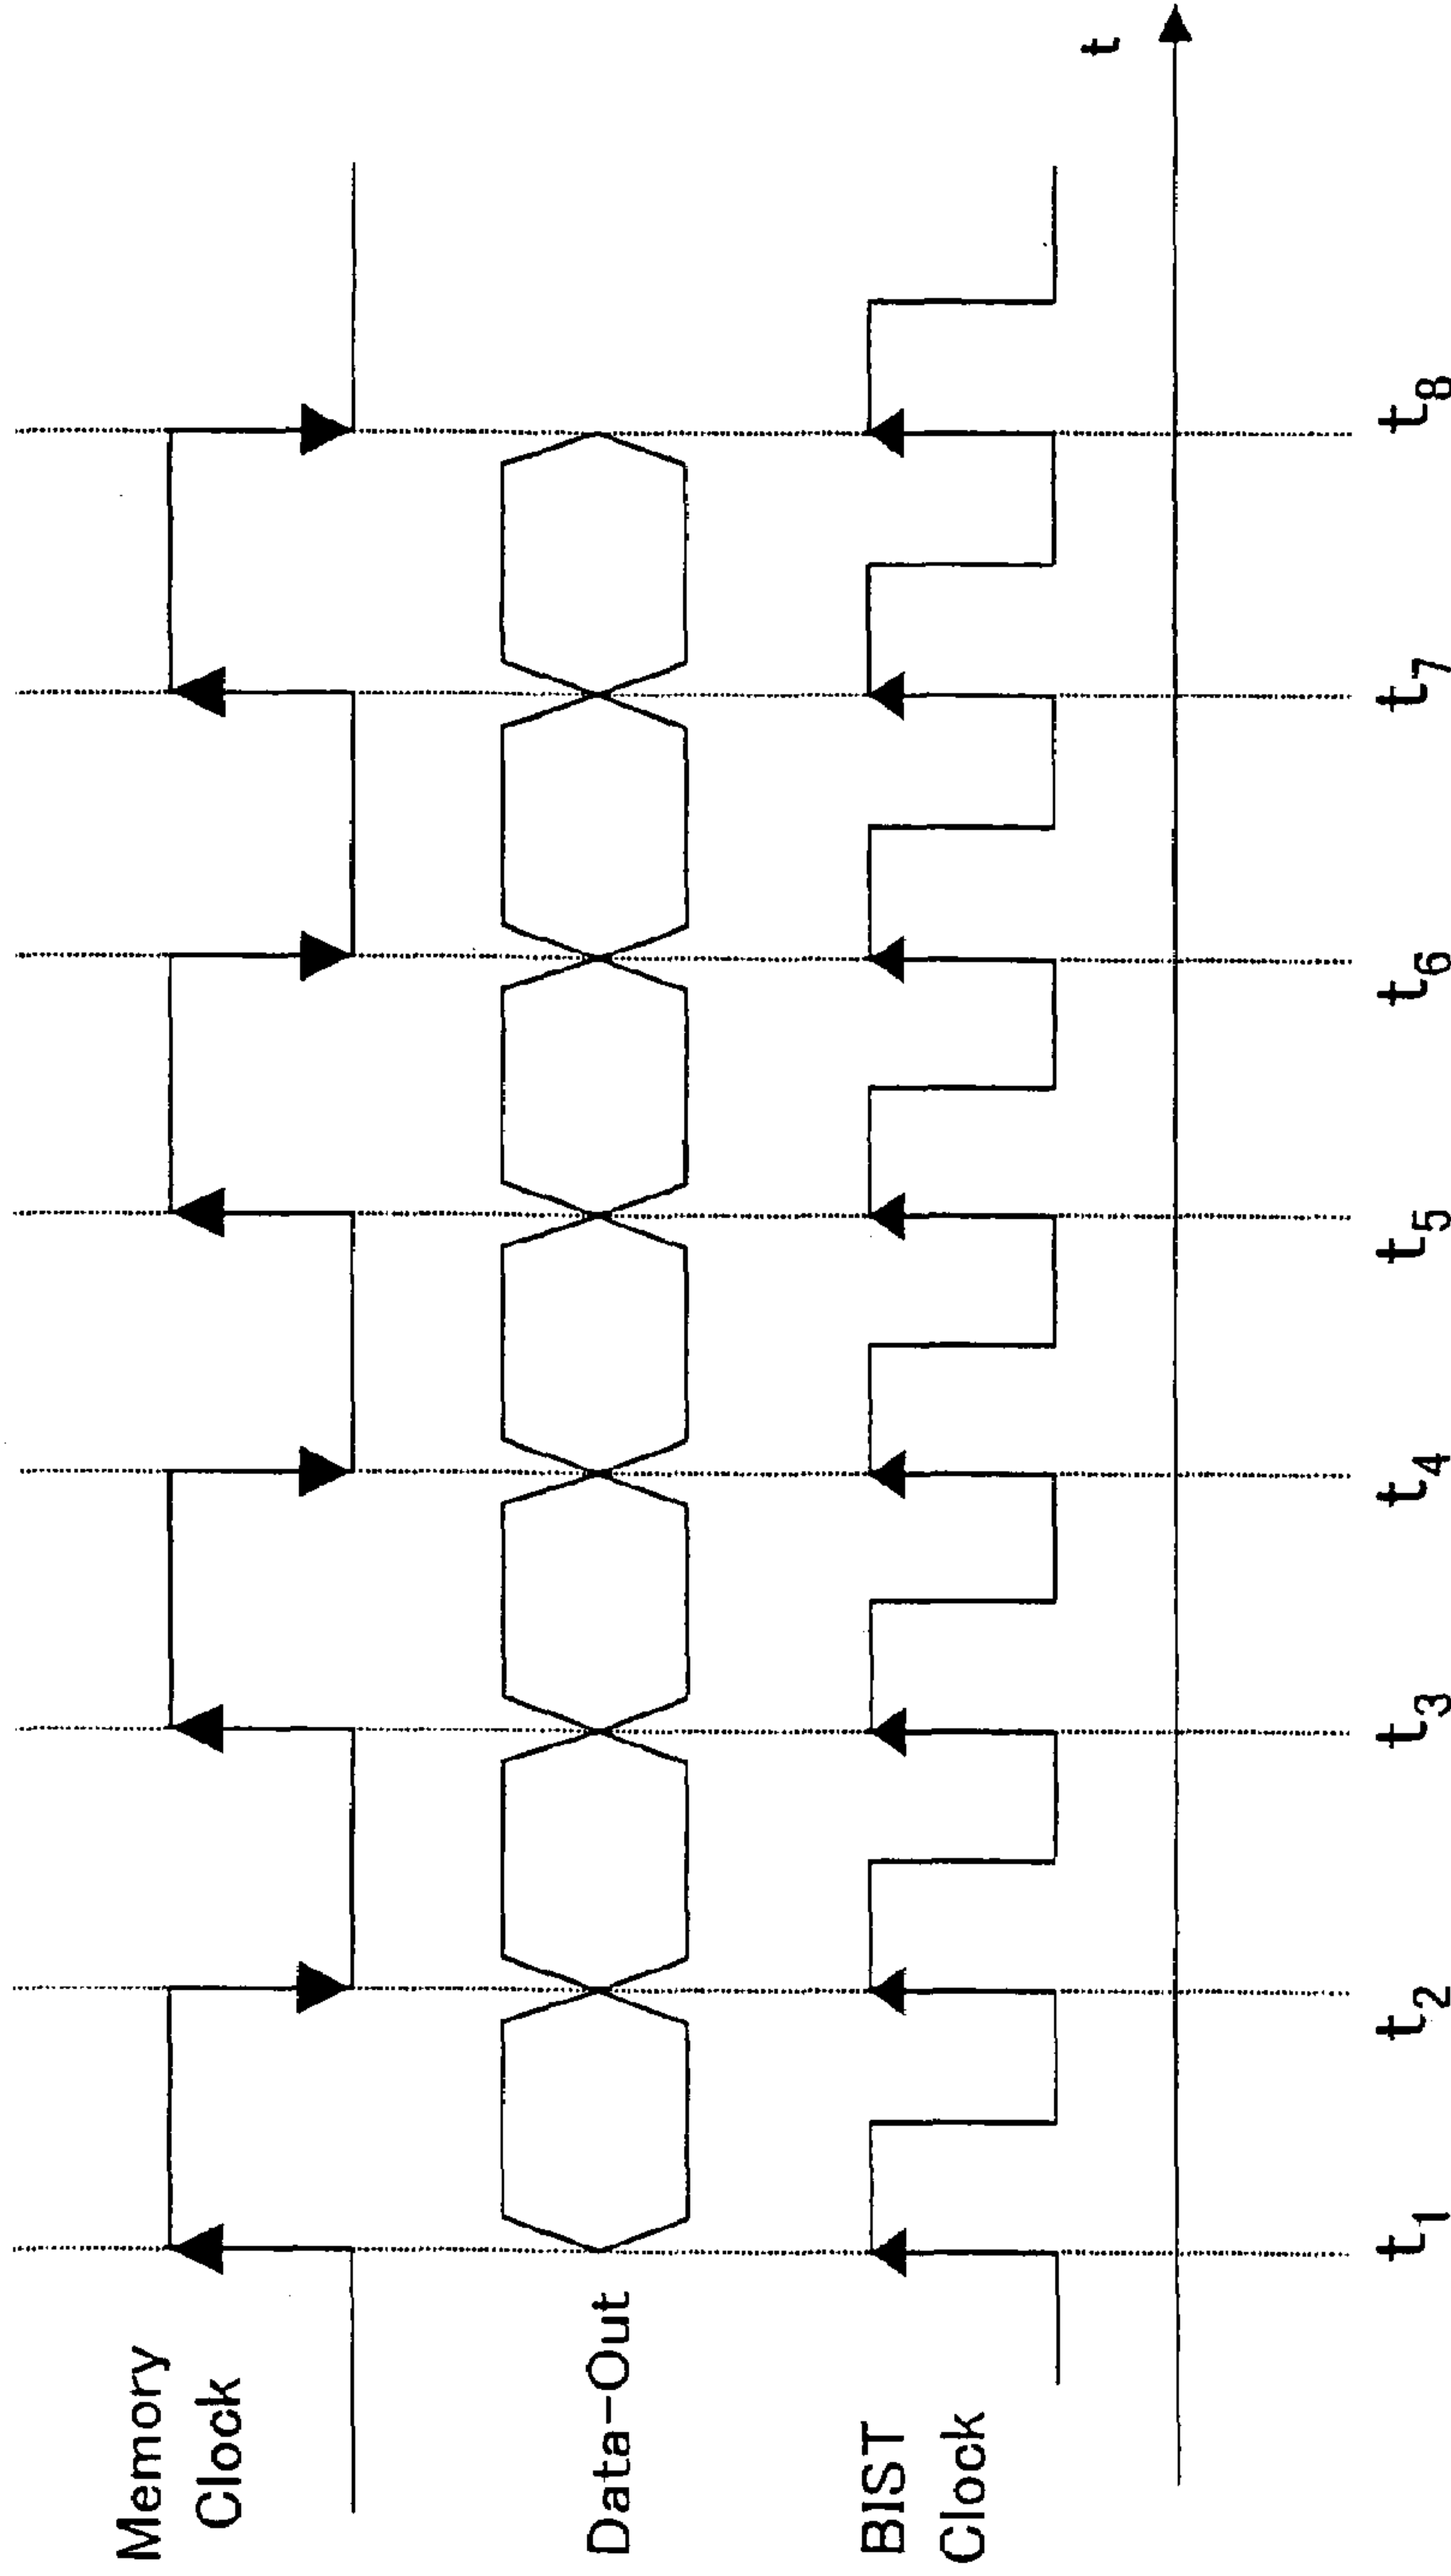 Memory
Clock
Data-Out
BIST
Clock
t
t1 t2 t3 t4 t5 t6 t7 t8